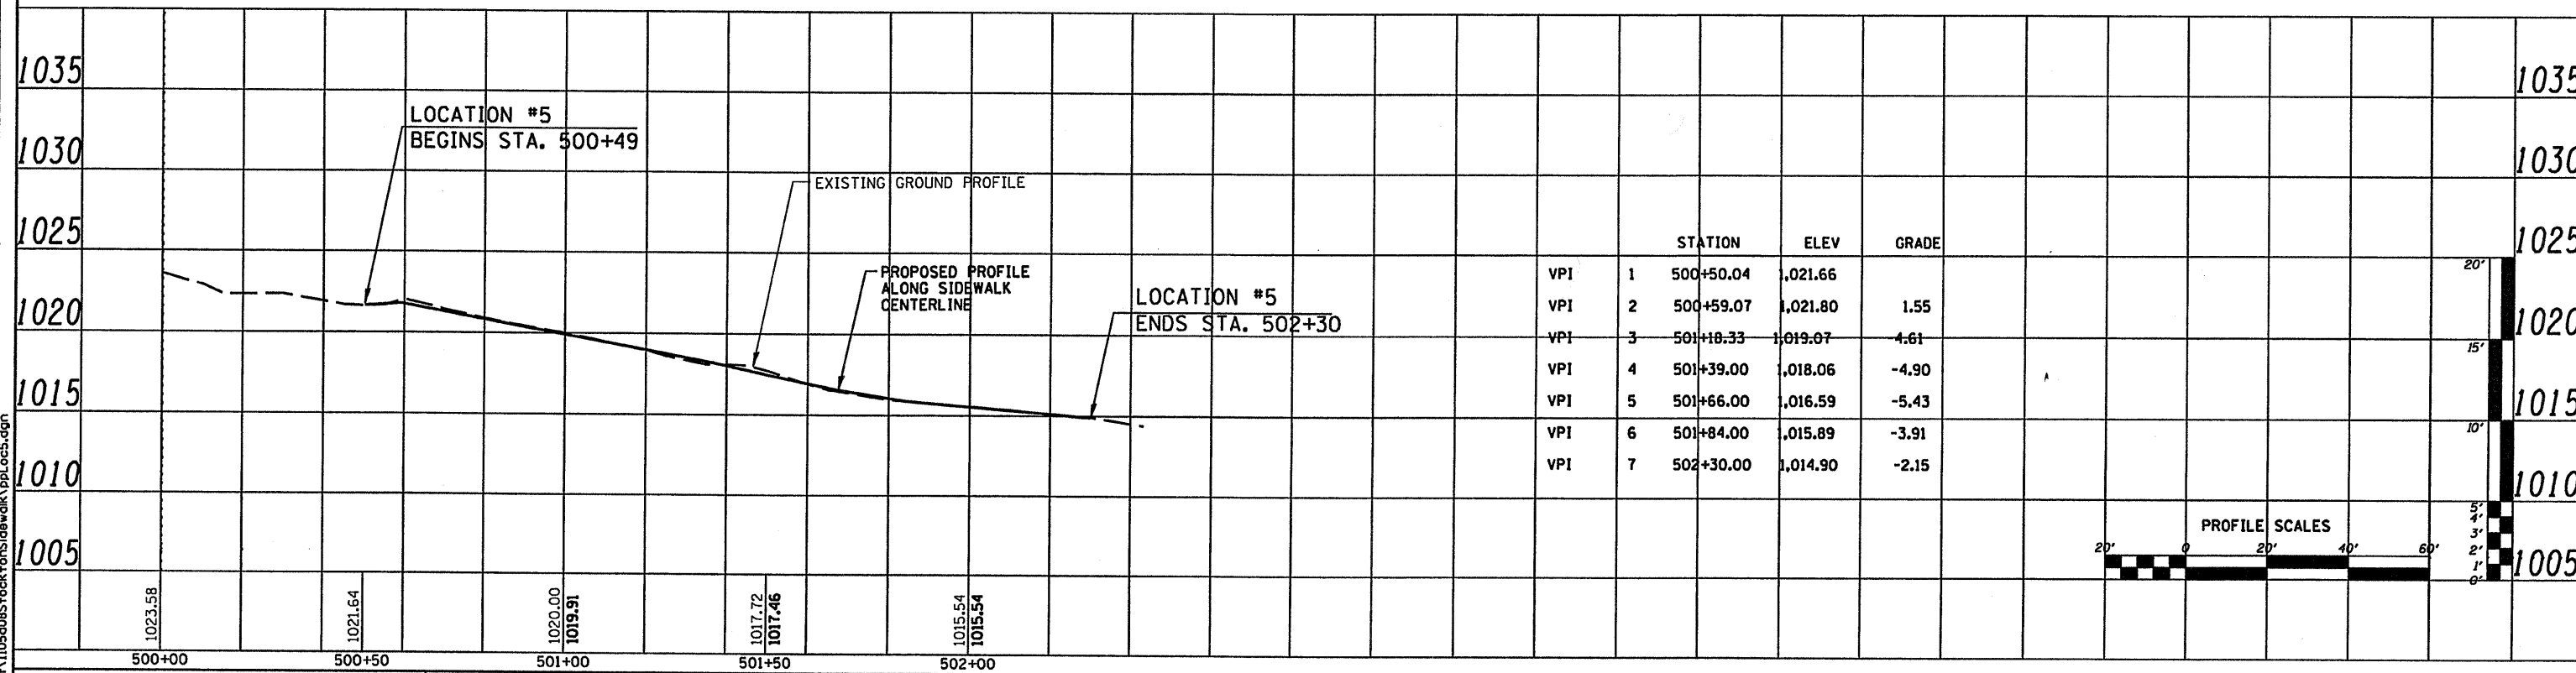 1035
1030
1025
1020
1015
1010
1005
LOCATION #5
BEGINS STA. 500+49
EXISTING GROUND PROFILE
PROPOSED PROFILE
ALONG SIDEWALK
CENTERLINE
LOCATION #5
ENDS STA. 502+30
STATION ELEV GRADE
VPI 1 500+50.04 1,021.66
VPI 2 500+59.07 1,021.80 1.55
VPI 3 501+18.33 1,019.07 -4.61
VPI 4 501+39.00 1,018.06 -4.90
VPI 5 501+66.00 1,016.59 -5.43
VPI 6 501+84.00 1,015.89 -3.91
VPI 7 502+30.00 1,014.90 -2.15
1035
1030
1025
1020
1015
1010
1005
20'
15'
10'
5'
4'
3'
2'
1'
0'
PROFILE SCALES
20' 0 20' 40' 60'
1023.58
1021.64
1020.00
1019.91
1017.72
1017.46
1015.54
1015.54
500+00 500+50 501+00 501+50 502+00